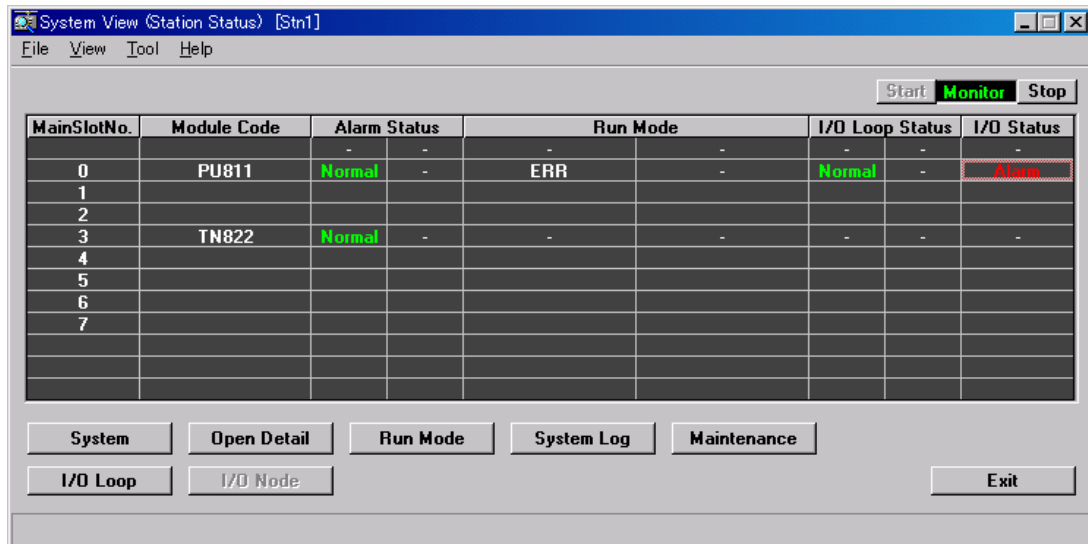 System View (Station Status) [Stn1]
File View Tool Help
Start Monitor Stop
MainSlotNo. Module Code Alarm Status Run Mode I/O Loop Status I/O Status
- - - - - - -
0 PU811 Normal - ERR - Normal - Alarm
1
2
3 TN822 Normal - - - - - -
4
5
6
7
System Open Detail Run Mode System Log Maintenance
I/O Loop I/O Node Exit